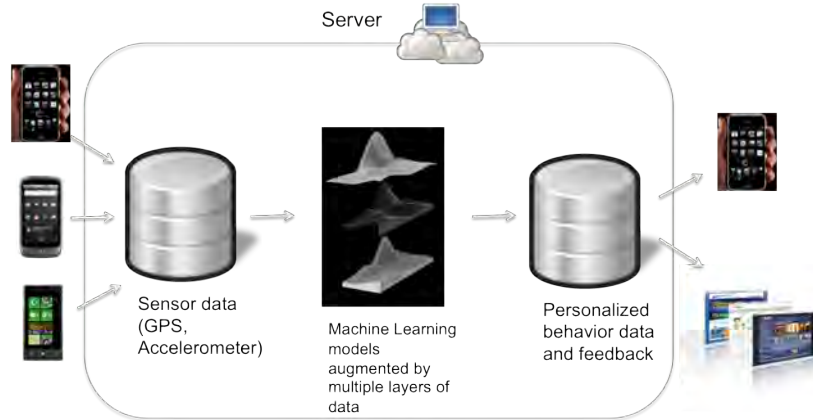 Server
Sensor data
(GPS,
Accelerometer)
Machine Learning
models
augmented by
multiple layers of
data
Personalized
behavior data
and feedback